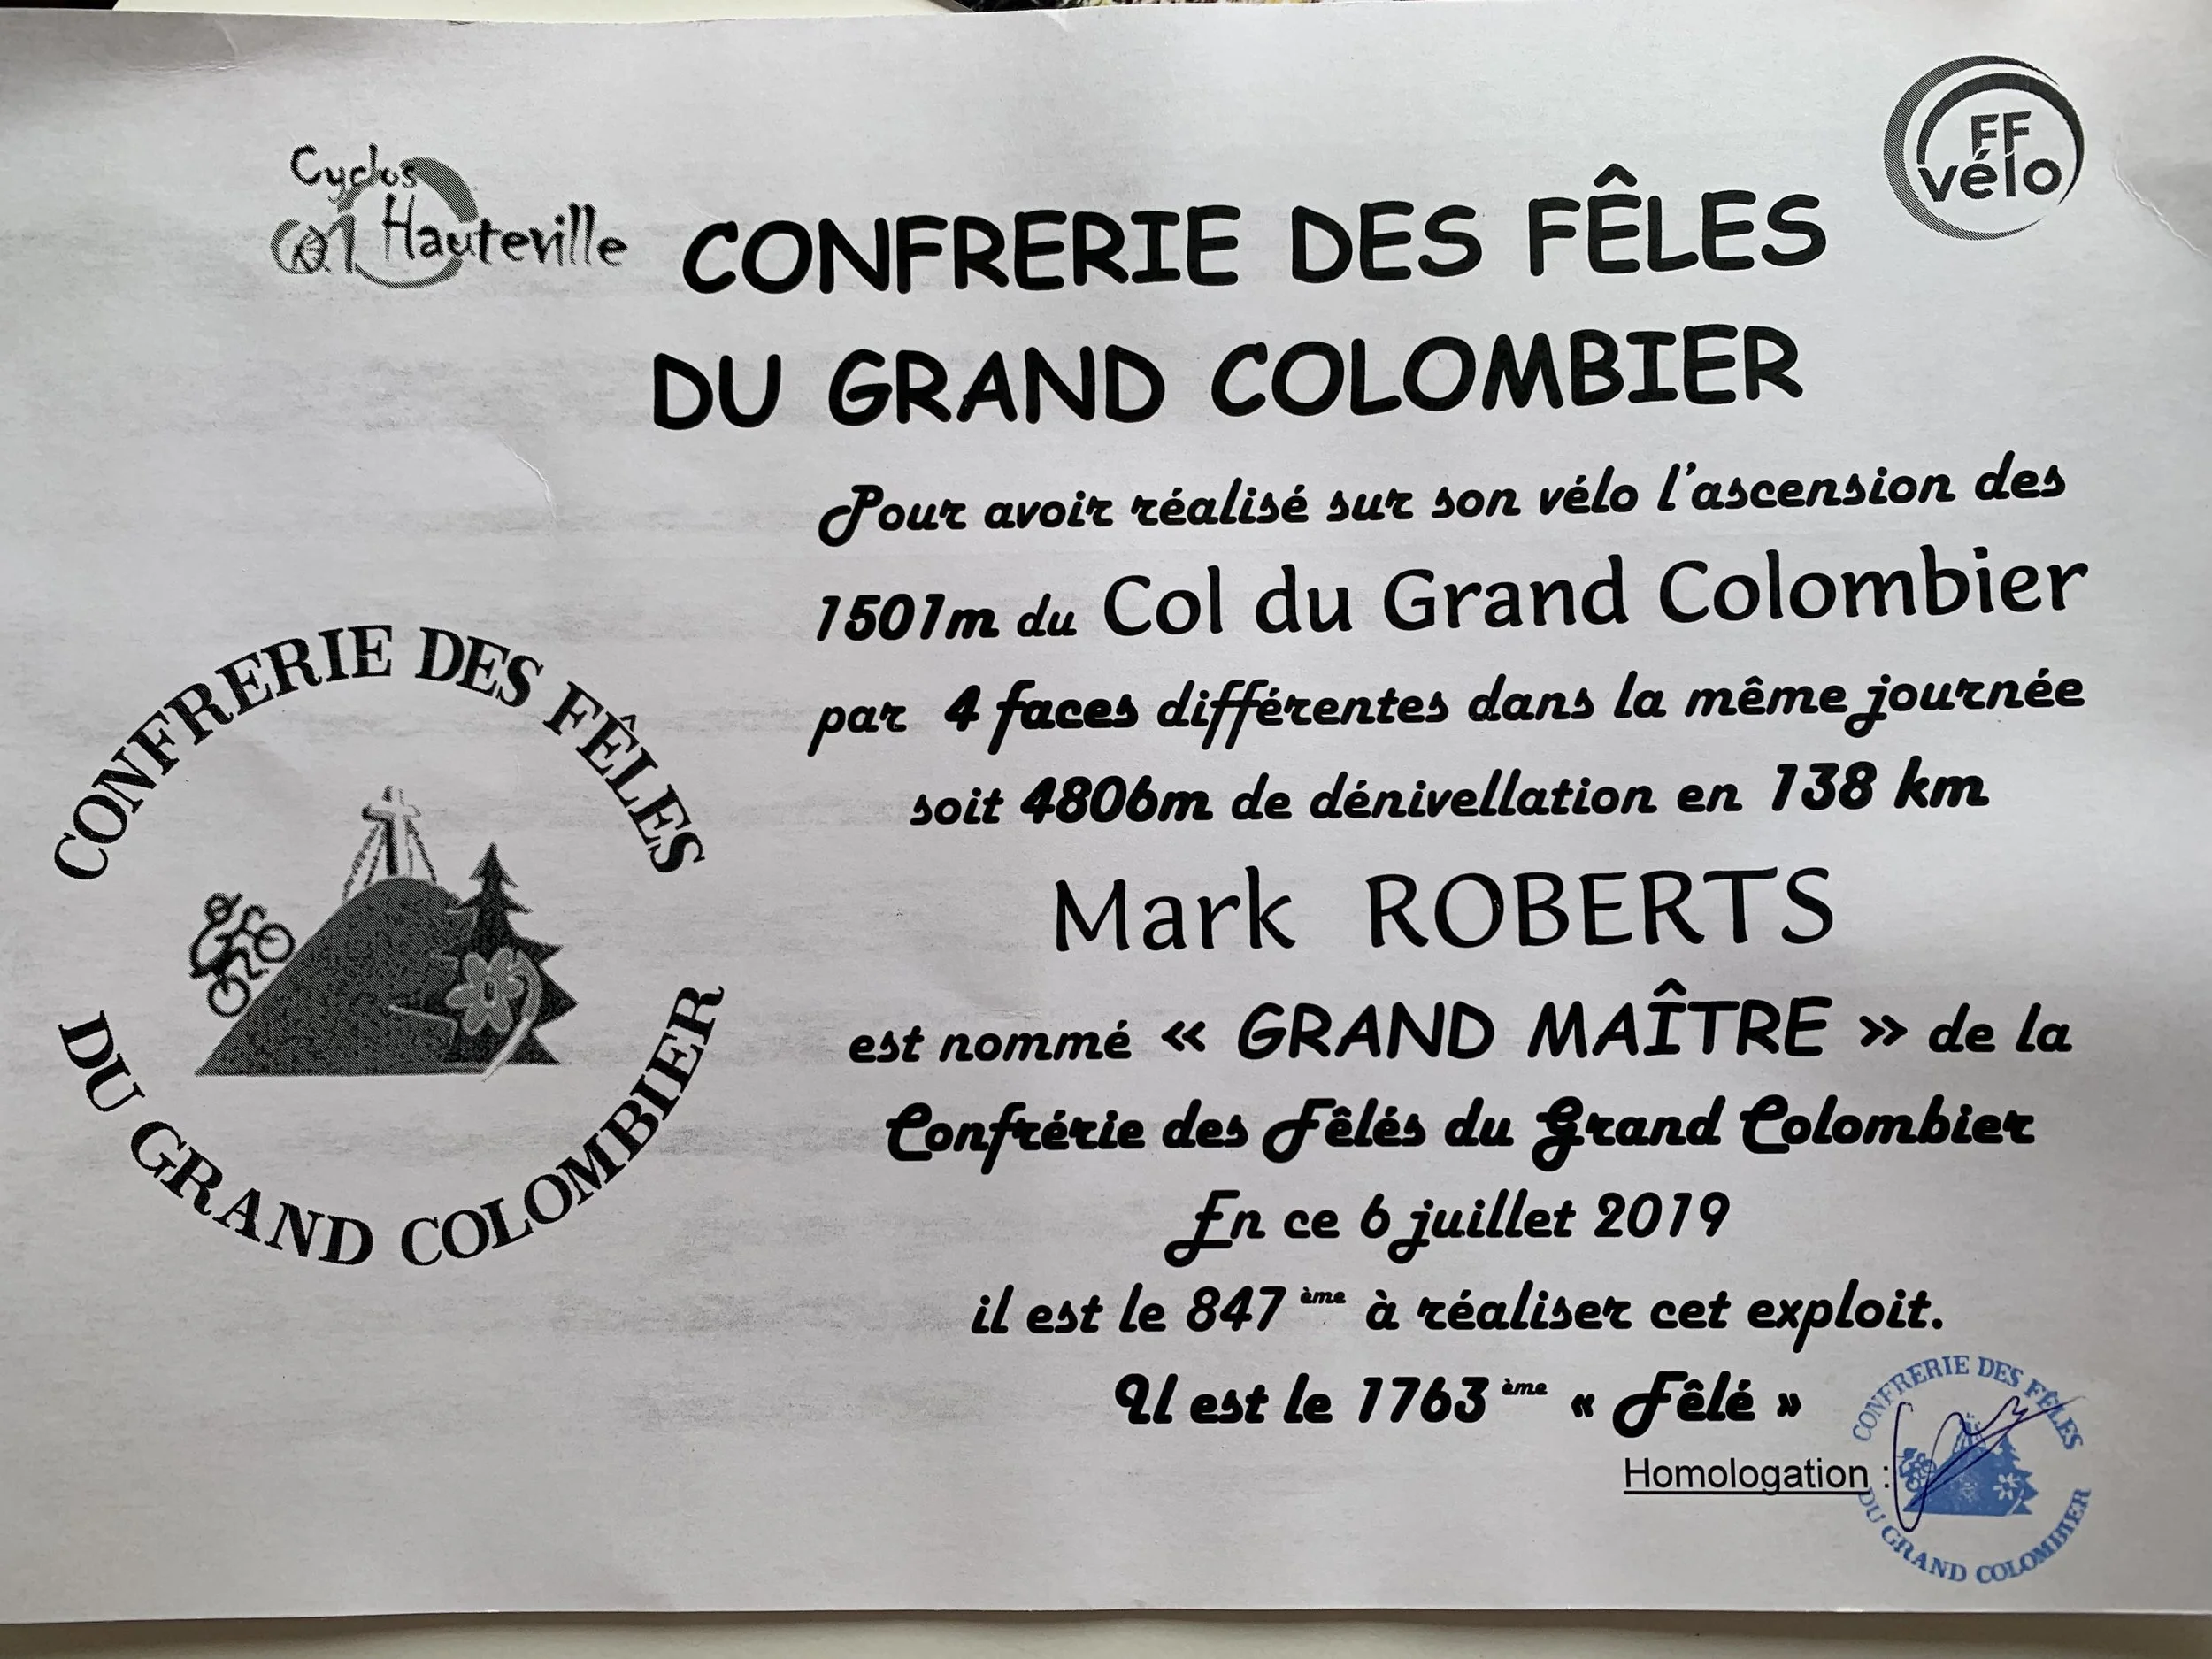 Cyclos
01 Hauteville
FF
vélo
CONFRERIE DES FÊLES
DU GRAND COLOMBIER
Pour avoir réalisé sur son vélo l'ascension des
1501m du Col du Grand Colombier
par 4 faces différentes dans la même journée
soit 4806m de dénivellation en 138 km
Mark ROBERTS
est nommé « GRAND MAÎTRE » de la
Confrérie des Fêlés du Grand Colombier
En ce 6 juillet 2019
il est le 847 ème à réaliser cet exploit.
Il est le 1763 ème « Fêlé »
Homologation :
CONFRERIE DES FÊLES
DU GRAND COLOMBIER
CONFRERIE DES FÊLES
DU GRAND COLOMBIER